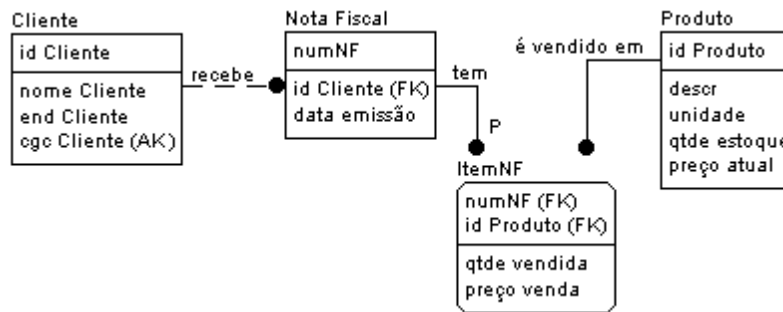 Cliente
id Cliente
nome Cliente
end Cliente
cgc Cliente (AK)
recebe
Nota Fiscal
numNF
id Cliente (FK)
data emissão
tem
P
é vendido em
Produto
id Produto
descr
unidade
qtde estoque
preço atual
ItemNF
numNF (FK)
id Produto (FK)
qtde vendida
preço venda